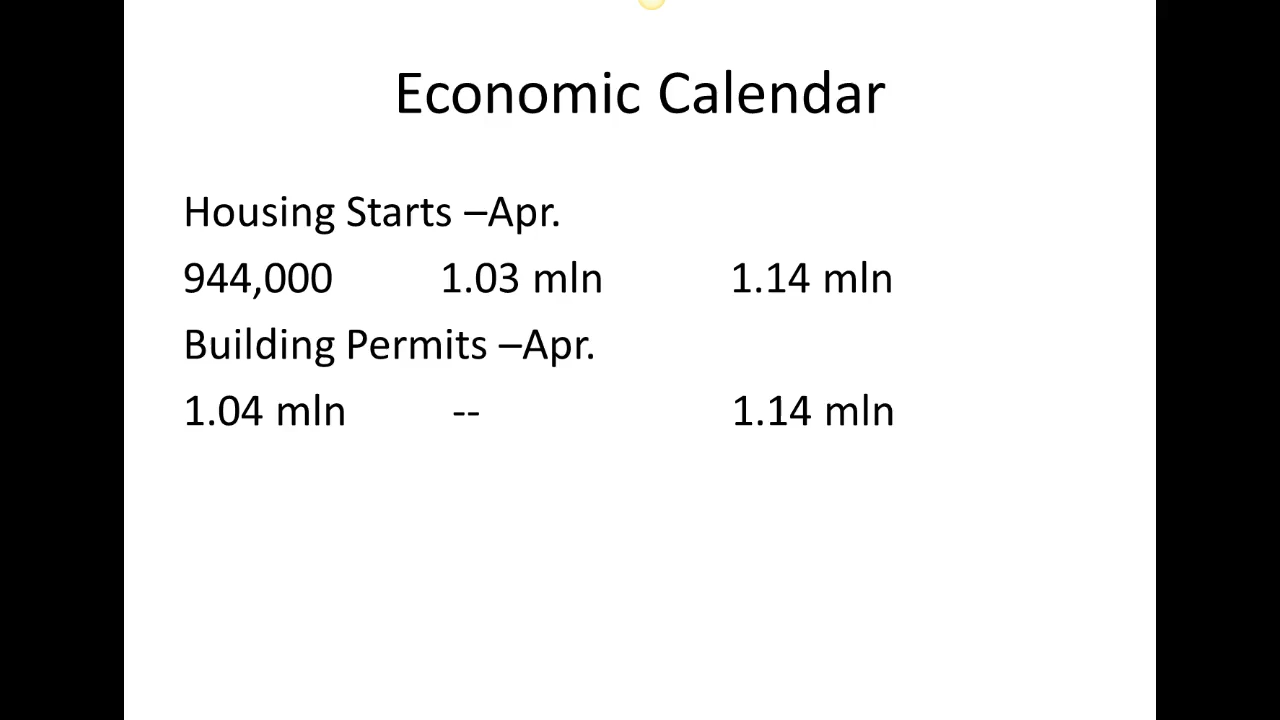 Economic Calendar
Housing Starts –Apr.
944,000 1.03 mln 1.14 mln
Building Permits –Apr.
1.04 mln -- 1.14 mln